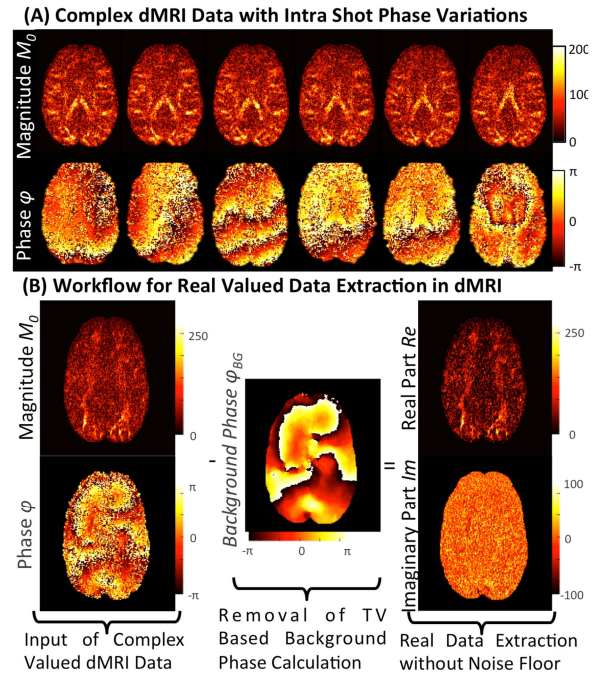 (A) Complex dMRI Data with Intra Shot Phase Variations
Magnitude M0
200
100
0
Phase φ
π
0
-π
(B) Workflow for Real Valued Data Extraction in dMRI
Magnitude M0
250
0
Phase φ
π
0
-π
-
Background Phase φBG
-π 0 π
=
Real Part Re
250
0
Imaginary Part Im
100
0
-100
Input of Complex
Valued dMRI Data
Removal of TV
Based Background
Phase Calculation
Real Data Extraction
without Noise Floor